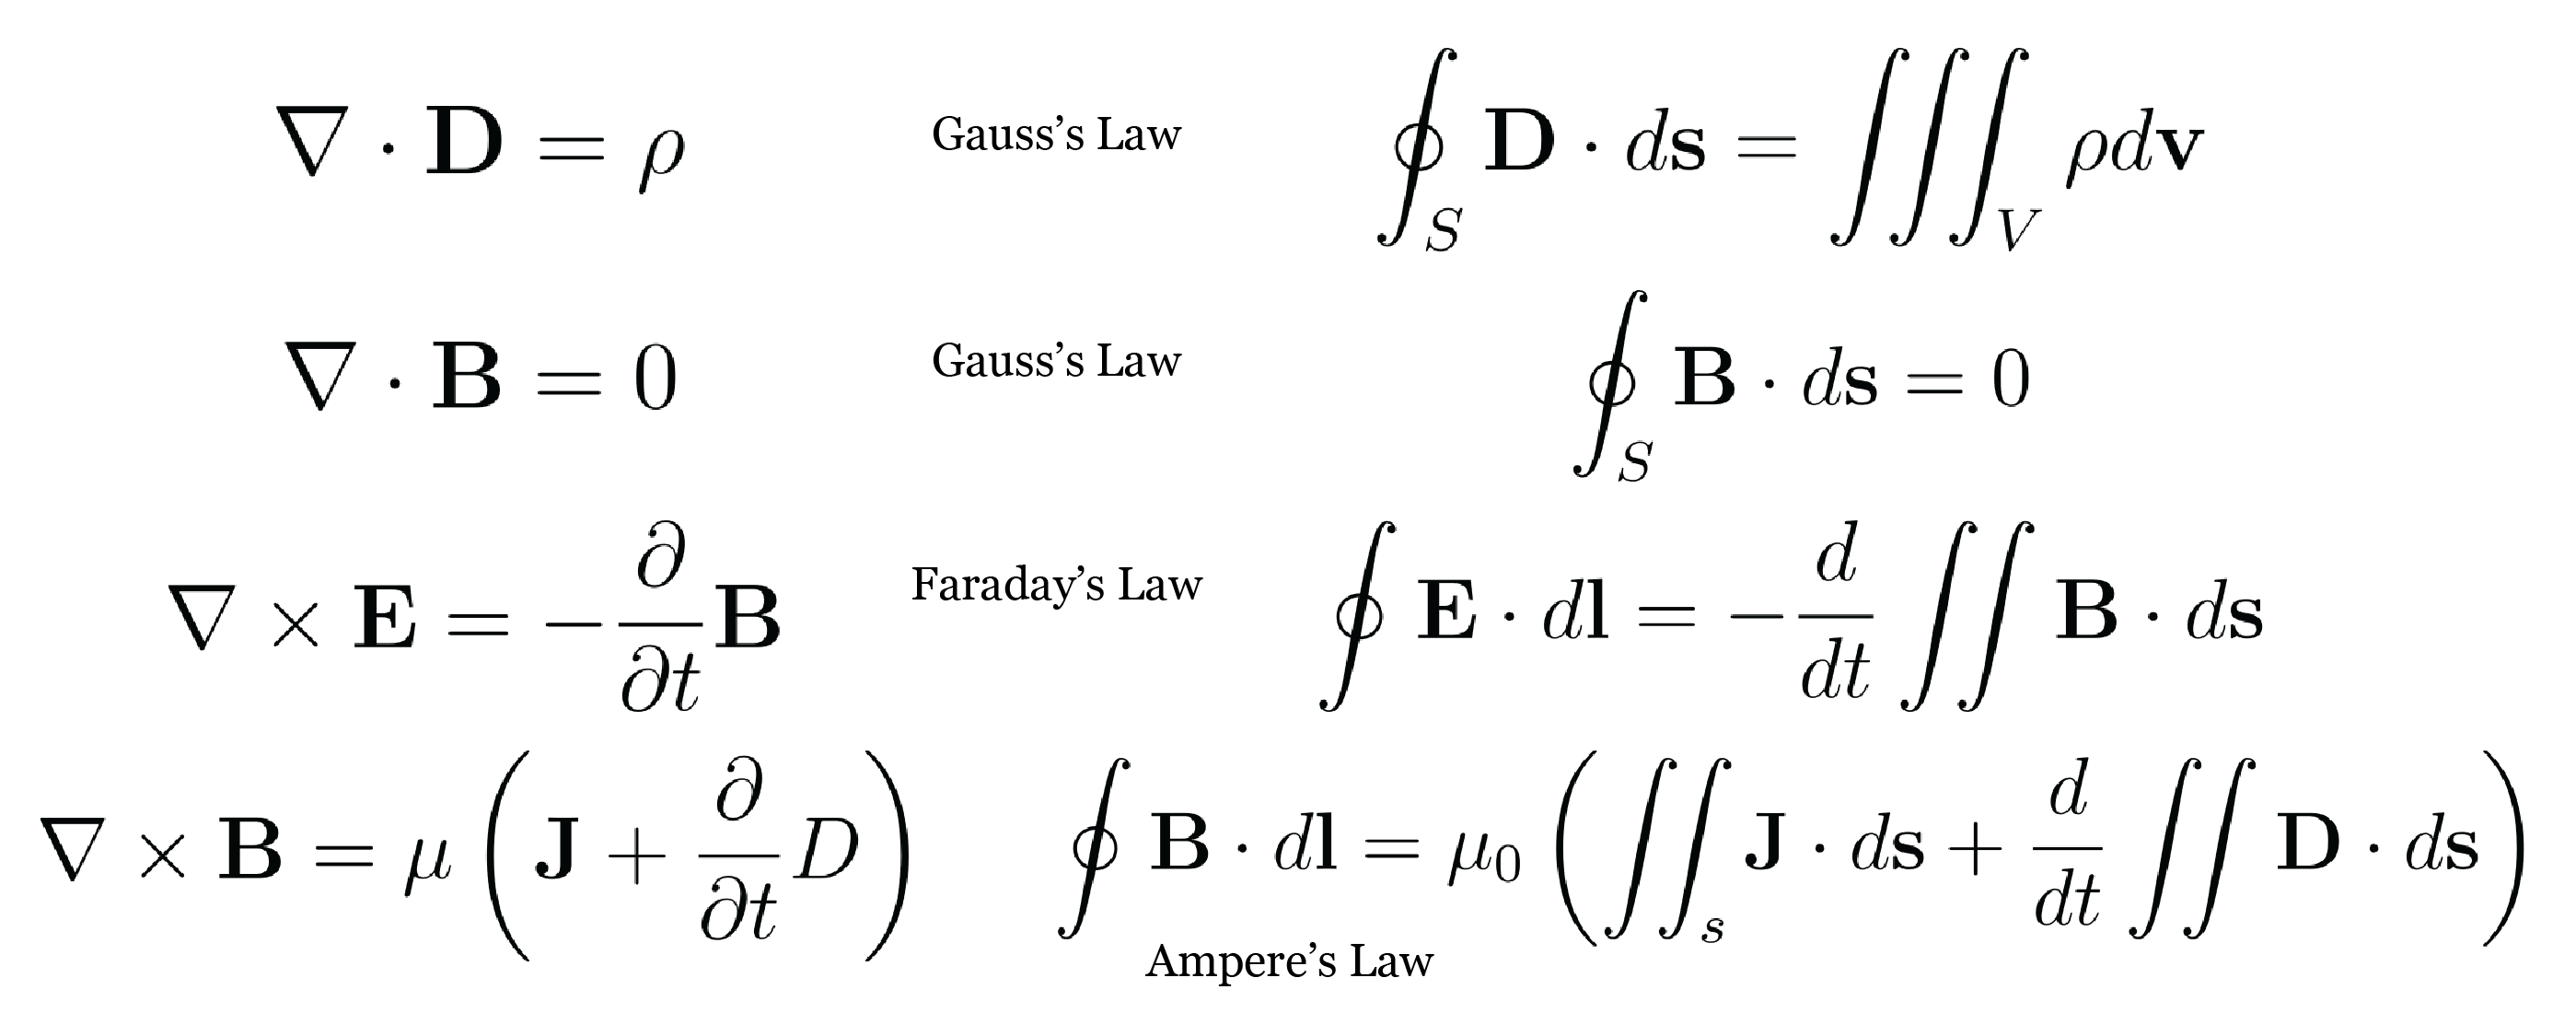 ∇ · D = ρ Gauss’s Law ∮_S D · ds = ∭_V ρdv
∇ · B = 0 Gauss’s Law ∮_S B · ds = 0
∇ × E = −∂/∂t B Faraday’s Law ∮ E · dl = −d/dt ∬ B · ds
∇ × B = μ (J + ∂/∂t D) ∮ B · dl = μ₀ (∬_s J · ds + d/dt ∬ D · ds)
Ampere’s Law